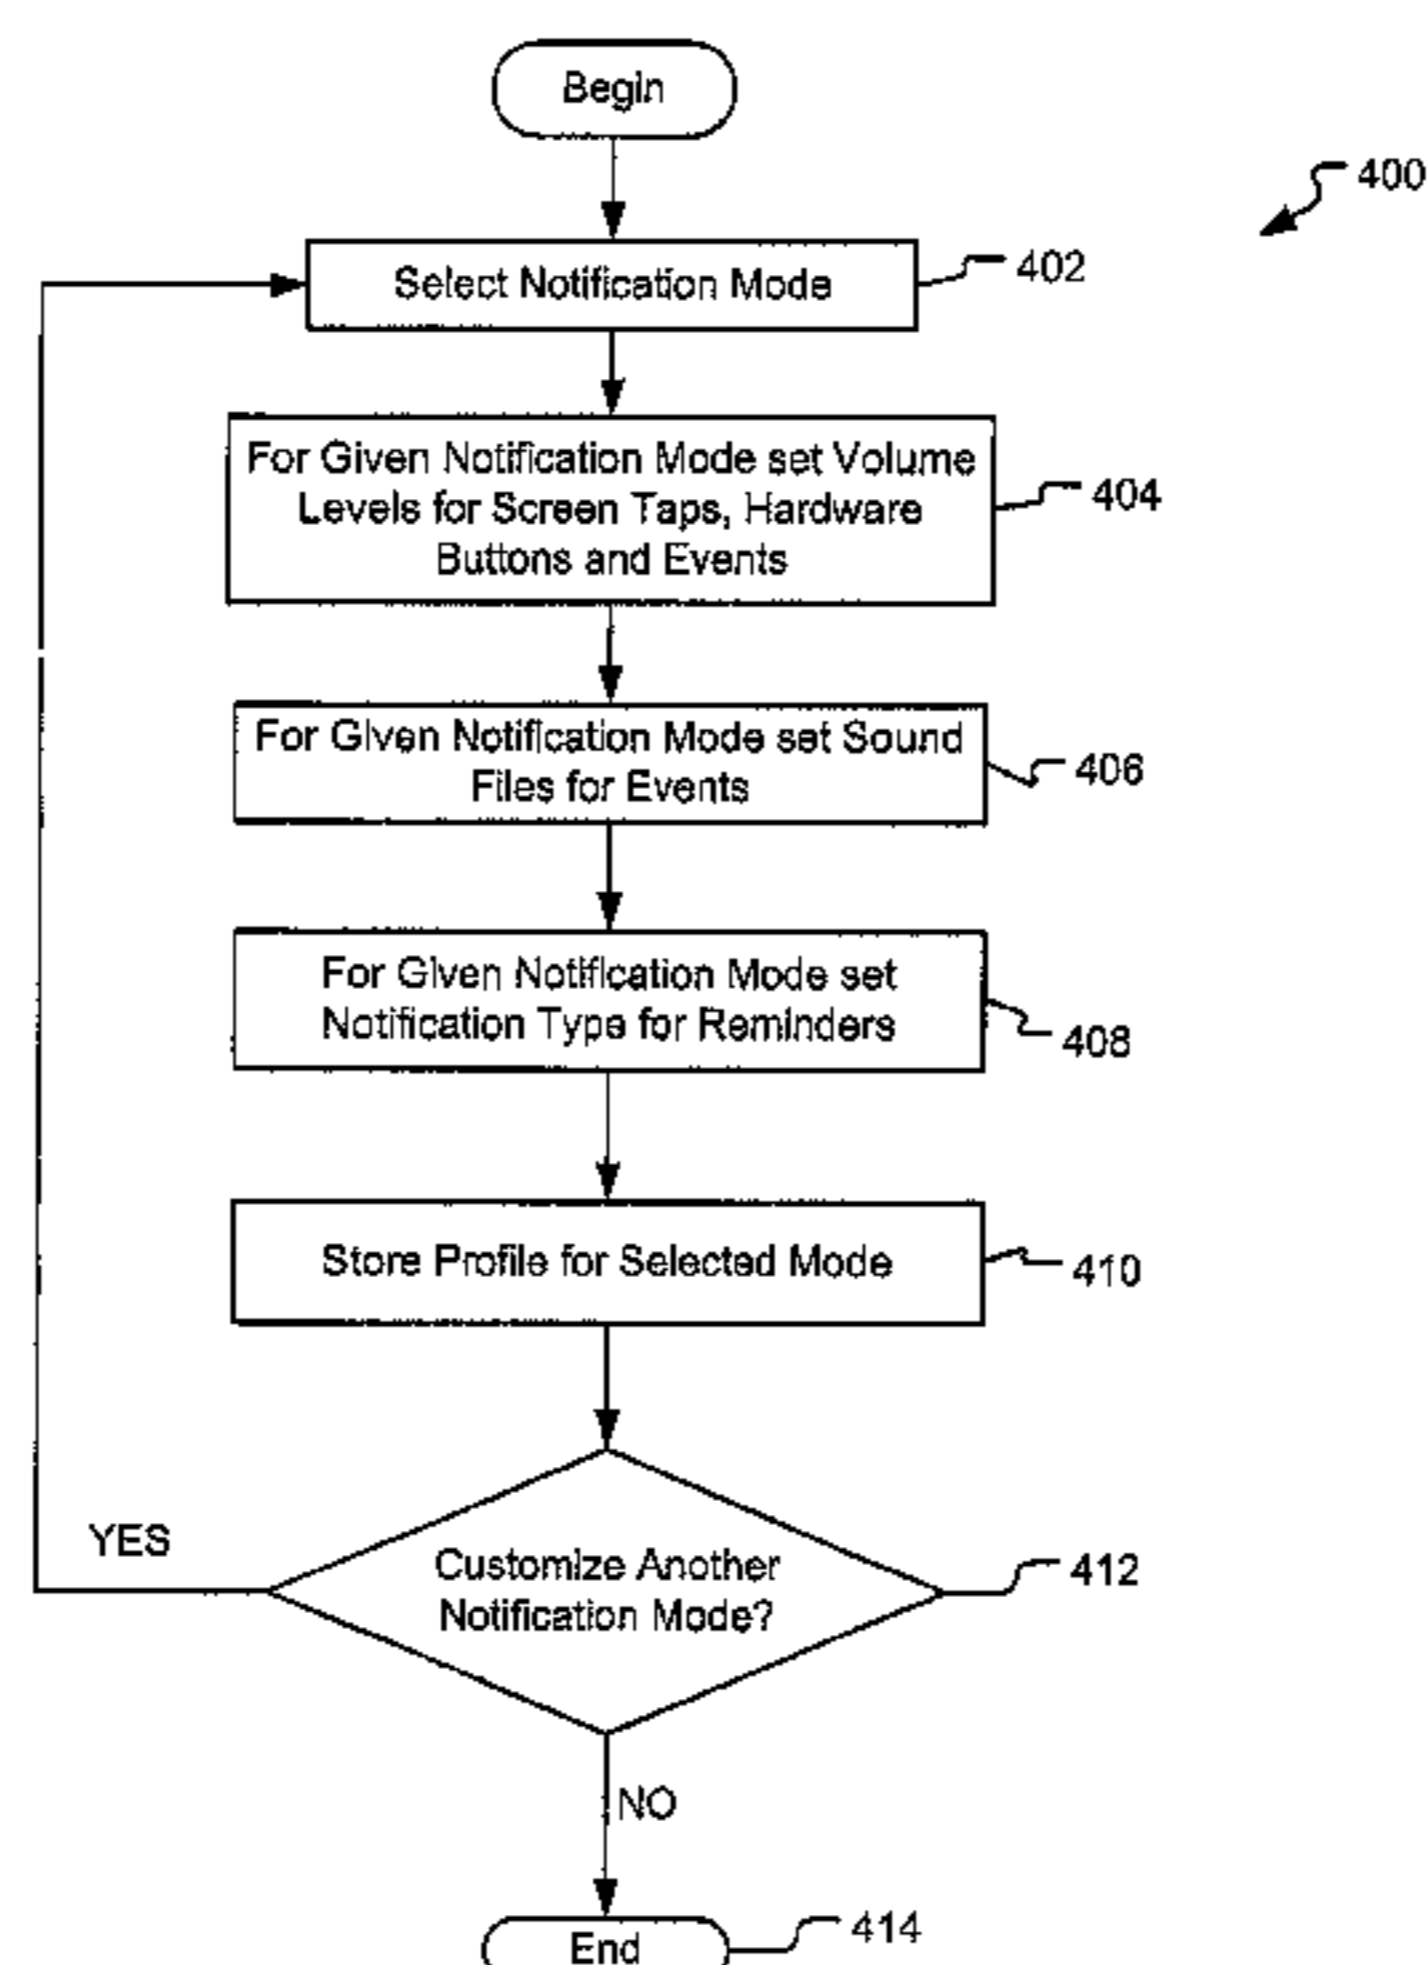 Begin
400
Select Notification Mode
402
For Given Notification Mode set Volume
Levels for Screen Taps, Hardware
Buttons and Events
404
For Given Notification Mode set Sound
Files for Events
406
For Given Notification Mode set
Notification Type for Reminders
408
Store Profile for Selected Mode
410
YES
Customize Another
Notification Mode?
412
NO
End
414